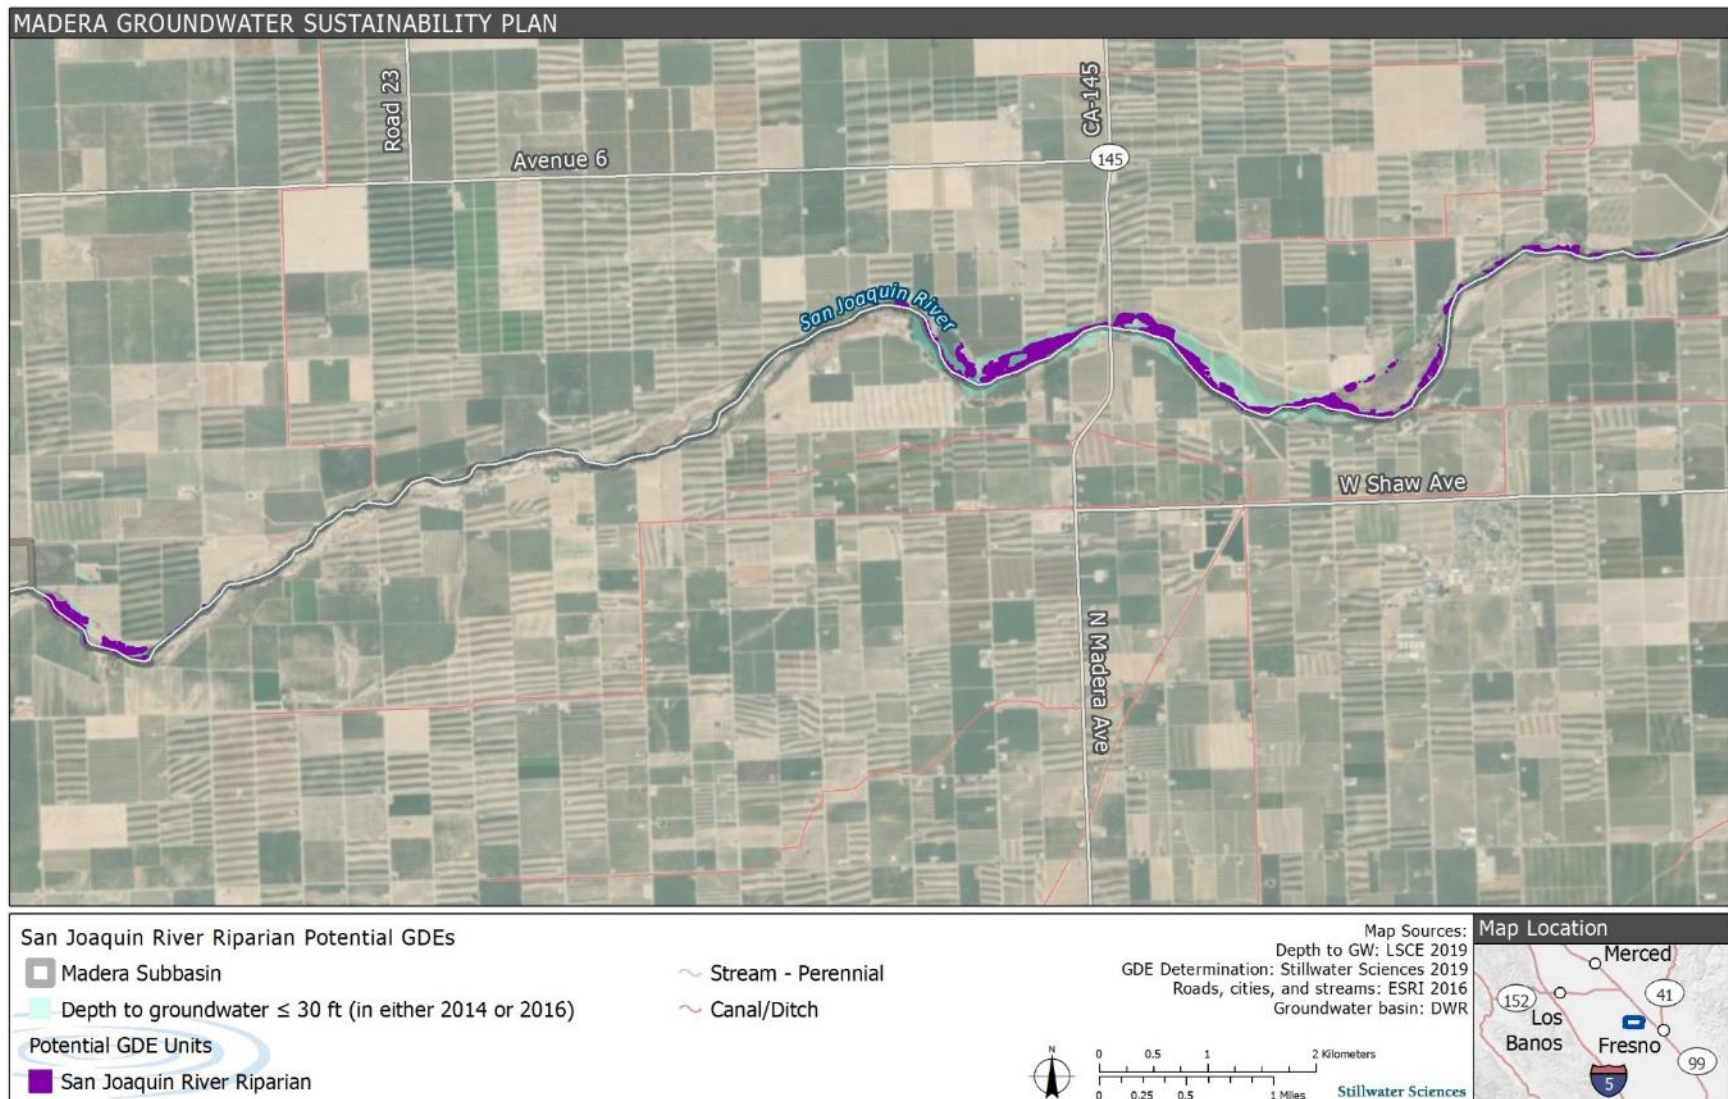 MADERA GROUNDWATER SUSTAINABILITY PLAN
Road 23
CA-145
Avenue 6
145
San Joaquin River
W Shaw Ave
N Madera Ave
San Joaquin River Riparian Potential GDEs
Madera Subbasin
Depth to groundwater ≤ 30 ft (in either 2014 or 2016)
Potential GDE Units
San Joaquin River Riparian
Stream - Perennial
Canal/Ditch
Map Sources:
Depth to GW: LSCE 2019
GDE Determination: Stillwater Sciences 2019
Roads, cities, and streams: ESRI 2016
Groundwater basin: DWR
N
0 0.5 1 2 Kilometers
0 0.25 0.5 1 Miles
Stillwater Sciences
Map Location
Merced
152
41
Los
Banos
Fresno
99
5